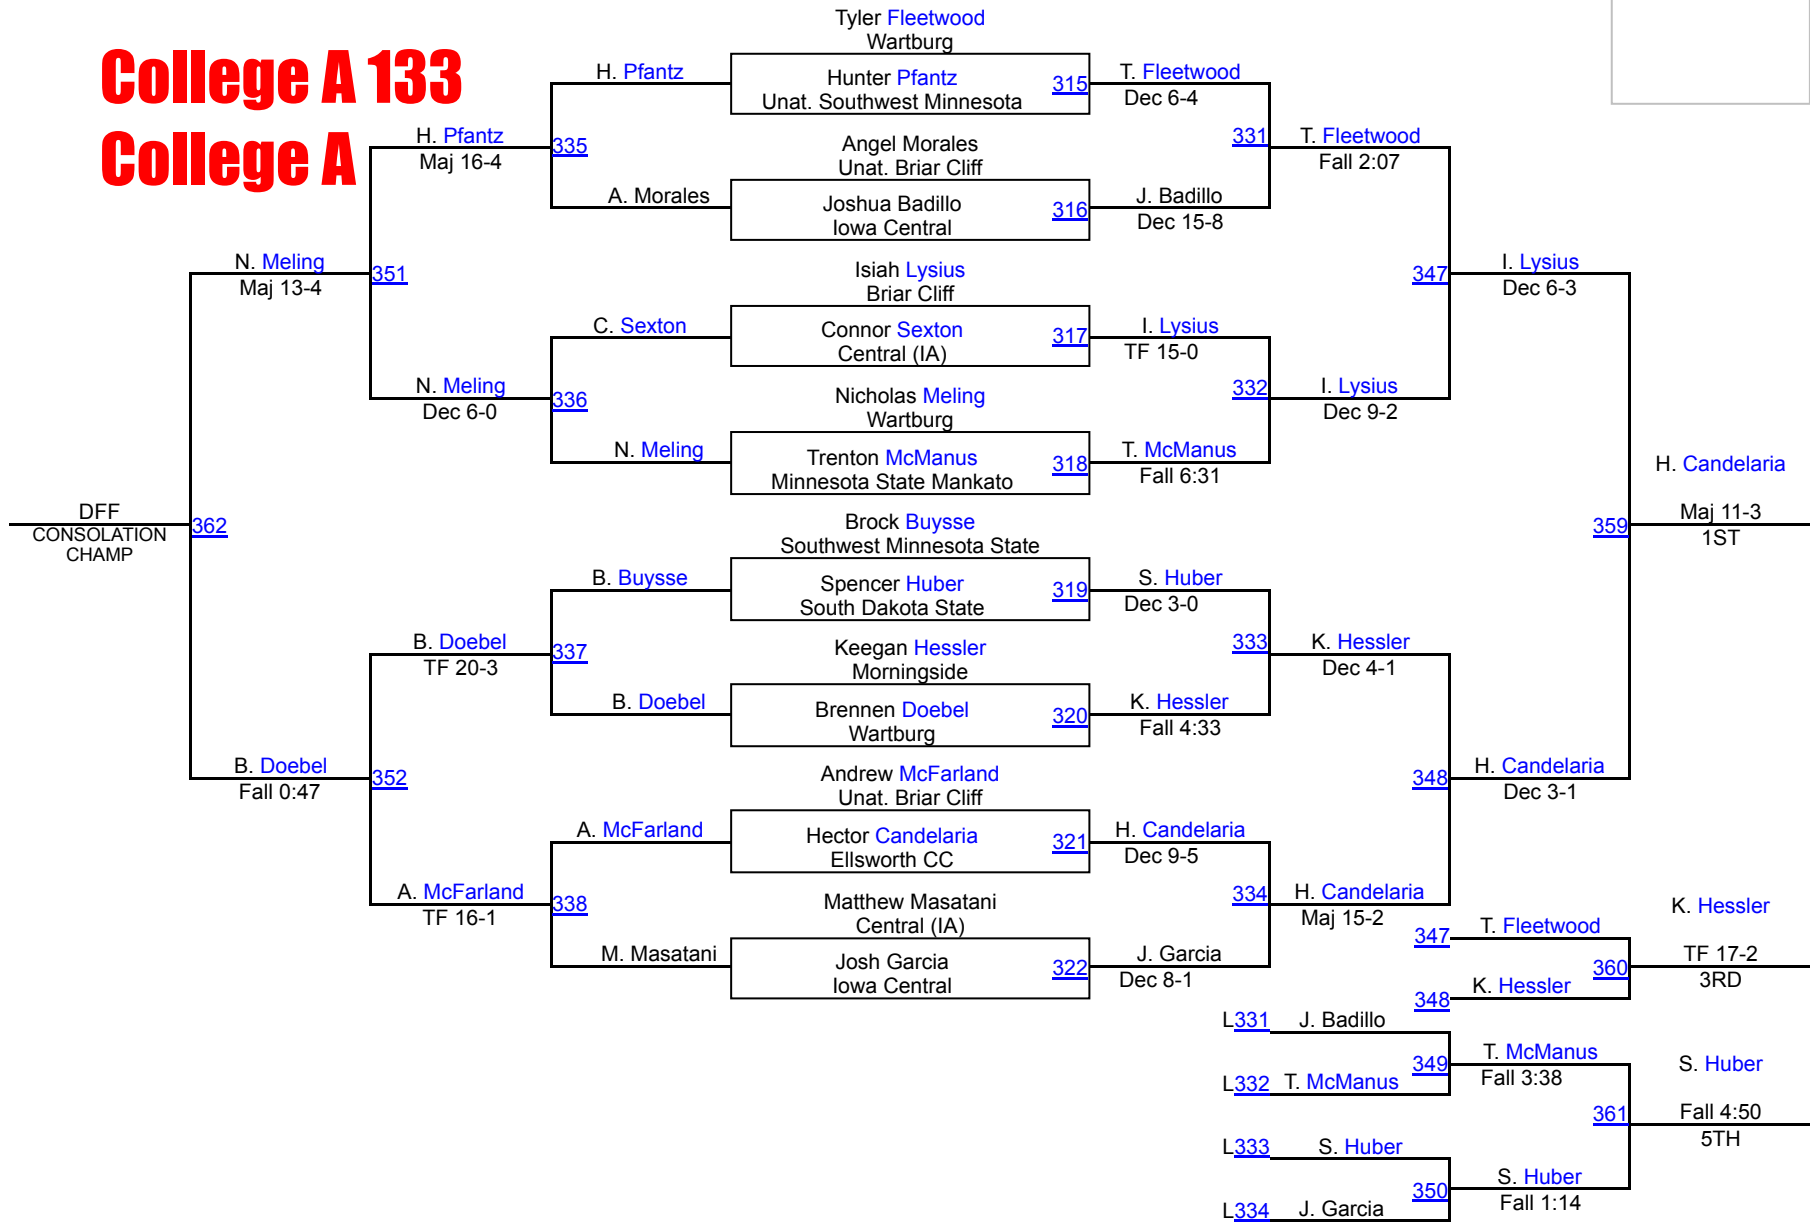 College A 133
College A
Tyler Fleetwood
Wartburg
Hunter Pfantz
Unat. Southwest Minnesota
315
Angel Morales
Unat. Briar Cliff
Joshua Badillo
Iowa Central
316
Isiah Lysius
Briar Cliff
Connor Sexton
Central (IA)
317
Nicholas Meling
Wartburg
Trenton McManus
Minnesota State Mankato
318
Brock Buysse
Southwest Minnesota State
Spencer Huber
South Dakota State
319
Keegan Hessler
Morningside
Brennen Doebel
Wartburg
320
Andrew McFarland
Unat. Briar Cliff
Hector Candelaria
Ellsworth CC
321
Matthew Masatani
Central (IA)
Josh Garcia
Iowa Central
322
T. Fleetwood
Dec 6-4
331
J. Badillo
Dec 15-8
I. Lysius
TF 15-0
332
T. McManus
Fall 6:31
S. Huber
Dec 3-0
333
K. Hessler
Fall 4:33
H. Candelaria
Dec 9-5
334
J. Garcia
Dec 8-1
T. Fleetwood
Fall 2:07
347
I. Lysius
Dec 9-2
K. Hessler
Dec 4-1
348
H. Candelaria
Maj 15-2
I. Lysius
Dec 6-3
359
H. Candelaria
Dec 3-1
H. Candelaria
Maj 11-3
1ST
347
T. Fleetwood
360
348
K. Hessler
K. Hessler
TF 17-2
3RD
L331
J. Badillo
349
L332
T. McManus
T. McManus
Fall 3:38
361
L333
S. Huber
350
L334
J. Garcia
S. Huber
Fall 1:14
S. Huber
Fall 4:50
5TH
H. Pfantz
335
A. Morales
C. Sexton
336
N. Meling
B. Buysse
337
B. Doebel
A. McFarland
338
M. Masatani
H. Pfantz
Maj 16-4
351
N. Meling
Dec 6-0
B. Doebel
TF 20-3
352
A. McFarland
TF 16-1
N. Meling
Maj 13-4
362
B. Doebel
Fall 0:47
DFF
CONSOLATION
CHAMP